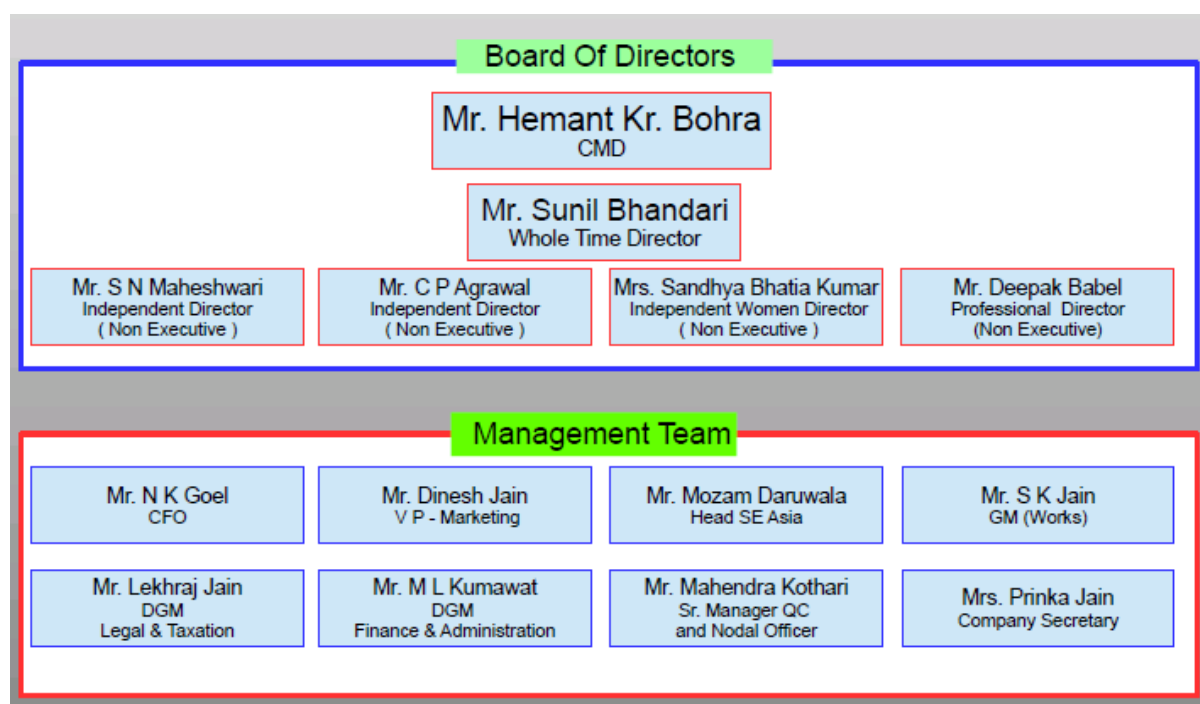 Board Of Directors
Mr. Hemant Kr. Bohra
CMD
Mr. Sunil Bhandari
Whole Time Director
Mr. S N Maheshwari
Independent Director
( Non Executive )
Mr. C P Agrawal
Independent Director
( Non Executive )
Mrs. Sandhya Bhatia Kumar
Independent Women Director
( Non Executive )
Mr. Deepak Babel
Professional Director
(Non Executive)
Management Team
Mr. N K Goel
CFO
Mr. Dinesh Jain
V P - Marketing
Mr. Mozam Daruwala
Head SE Asia
Mr. S K Jain
GM (Works)
Mr. Lekhraj Jain
DGM
Legal & Taxation
Mr. M L Kumawat
DGM
Finance & Administration
Mr. Mahendra Kothari
Sr. Manager QC
and Nodal Officer
Mrs. Prinka Jain
Company Secretary